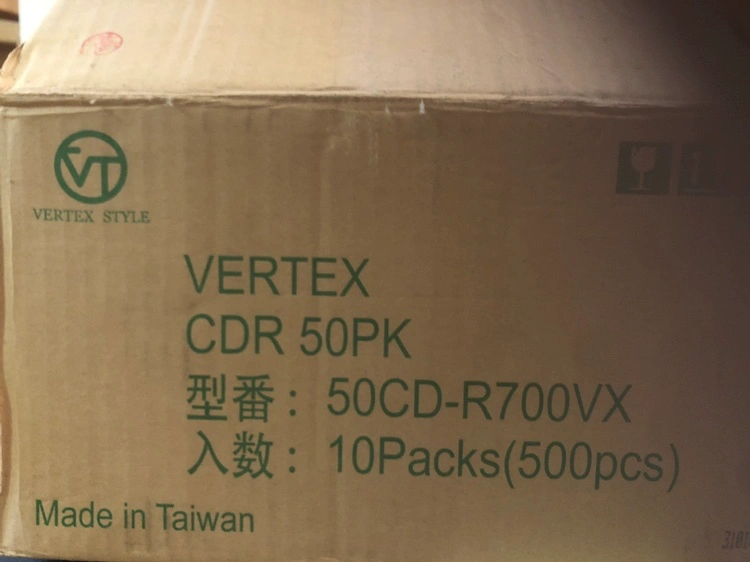 VT
VERTEX STYLE
VERTEX
CDR 50PK
型番: 50CD-R700VX
入数: 10Packs(500pcs)
Made in Taiwan